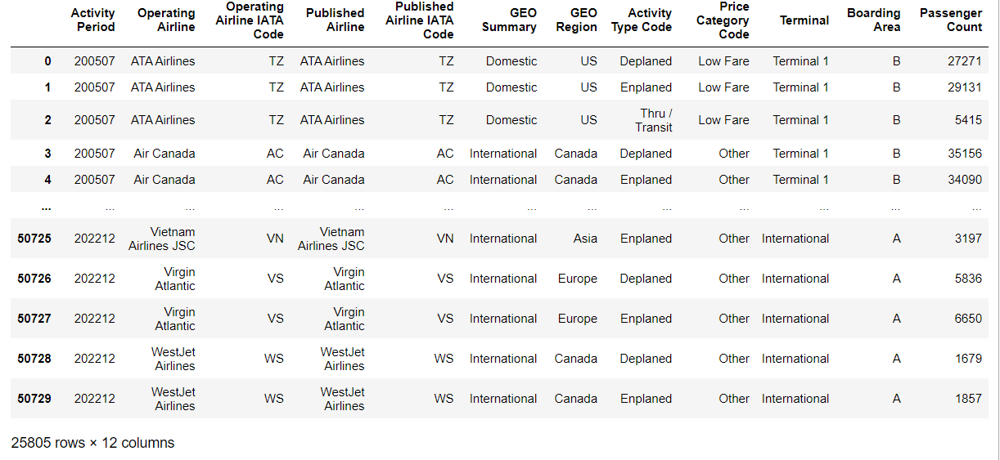 Activity Period Operating Airline Operating Airline IATA Code Published Airline Published Airline IATA Code GEO Summary GEO Region Activity Type Code Price Category Code Terminal Boarding Area Passenger Count
0 200507 ATA Airlines TZ ATA Airlines TZ Domestic US Deplaned Low Fare Terminal 1 B 27271
1 200507 ATA Airlines TZ ATA Airlines TZ Domestic US Enplaned Low Fare Terminal 1 B 29131
2 200507 ATA Airlines TZ ATA Airlines TZ Domestic US Thru / Transit Low Fare Terminal 1 B 5415
3 200507 Air Canada AC Air Canada AC International Canada Deplaned Other Terminal 1 B 35156
4 200507 Air Canada AC Air Canada AC International Canada Enplaned Other Terminal 1 B 34090
... ... ... ... ... ... ... ... ... ... ... ... ...
50725 202212 Vietnam Airlines JSC VN Vietnam Airlines JSC VN International Asia Enplaned Other International A 3197
50726 202212 Virgin Atlantic VS Virgin Atlantic VS International Europe Deplaned Other International A 5836
50727 202212 Virgin Atlantic VS Virgin Atlantic VS International Europe Enplaned Other International A 6650
50728 202212 WestJet Airlines WS WestJet Airlines WS International Canada Deplaned Other International A 1679
50729 202212 WestJet Airlines WS WestJet Airlines WS International Canada Enplaned Other International A 1857
25805 rows × 12 columns